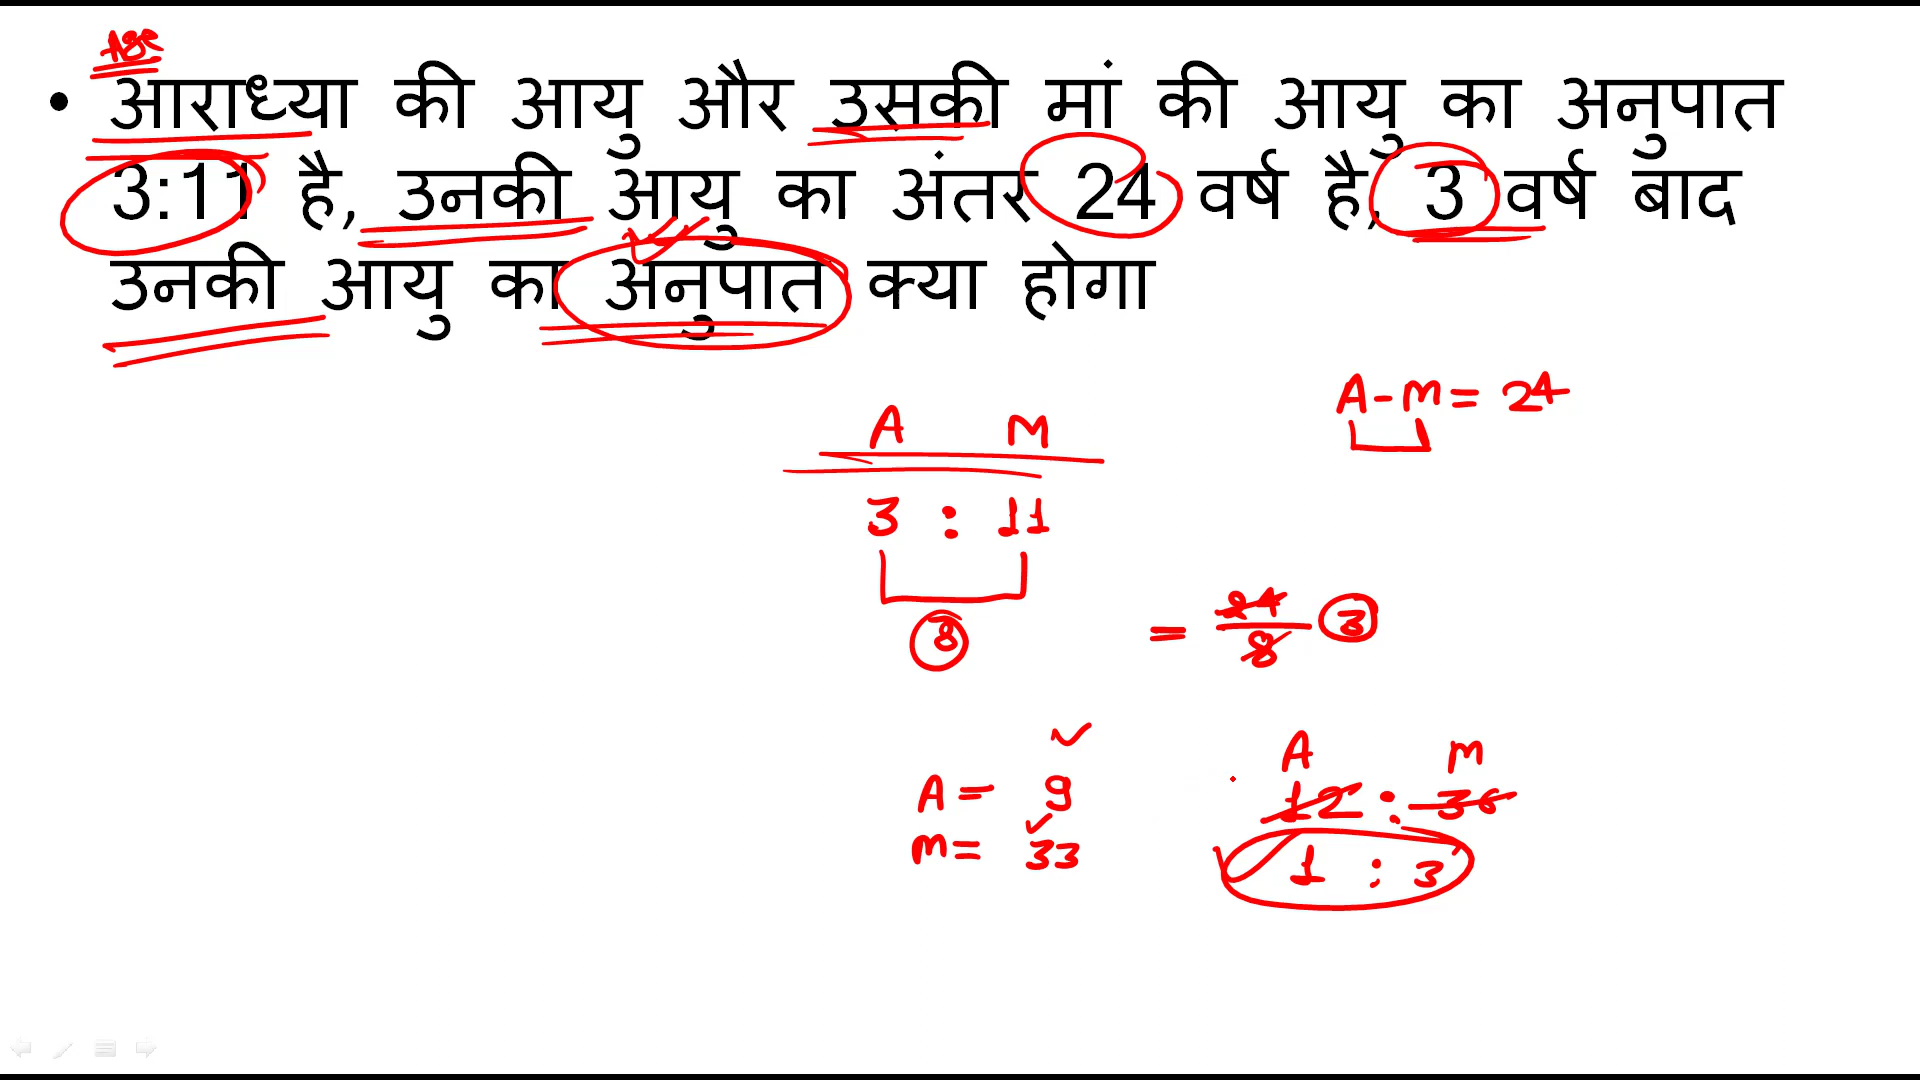 Age
• आराध्या की आयु और उसकी मां की आयु का अनुपात
3:11 है, उनकी आयु का अंतर 24 वर्ष है, 3 वर्ष बाद
उनकी आयु का अनुपात क्या होगा
A-M = 24
A M
3 : 11
8
= 24/8 3
A = 9
M = 33
A M
12 : 36
1 : 3